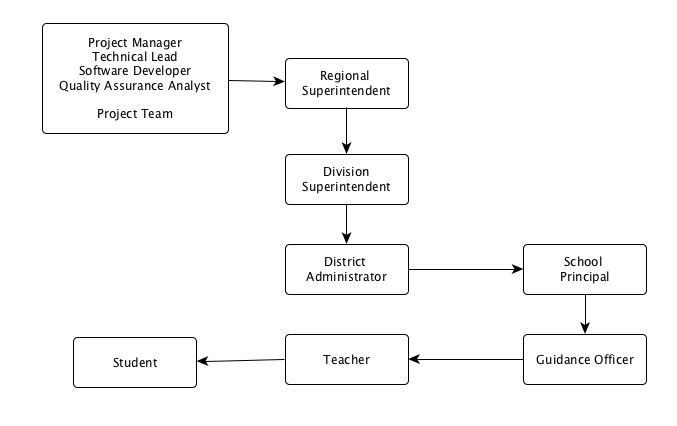 Project Manager
Technical Lead
Software Developer
Quality Assurance Analyst
Project Team
Regional
Superintendent
Division
Superintendent
District
Administrator
School
Principal
Guidance Officer
Teacher
Student